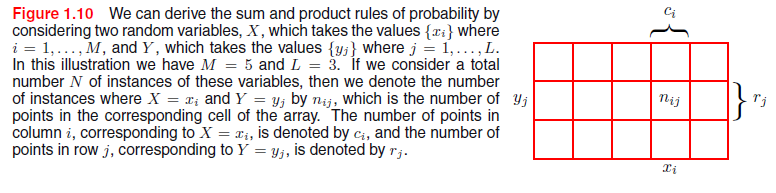 Figure 1.10 We can derive the sum and product rules of probability by
considering two random variables, X, which takes the values {xᵢ} where
i = 1, . . . , M, and Y, which takes the values {yⱼ} where j = 1, . . . , L.
In this illustration we have M = 5 and L = 3. If we consider a total
number N of instances of these variables, then we denote the number
of instances where X = xᵢ and Y = yⱼ by nᵢⱼ, which is the number of
points in the corresponding cell of the array. The number of points in
column i, corresponding to X = xᵢ, is denoted by cᵢ, and the number of
points in row j, corresponding to Y = yⱼ, is denoted by rⱼ.
cᵢ
yⱼ nᵢⱼ } rⱼ
xᵢ